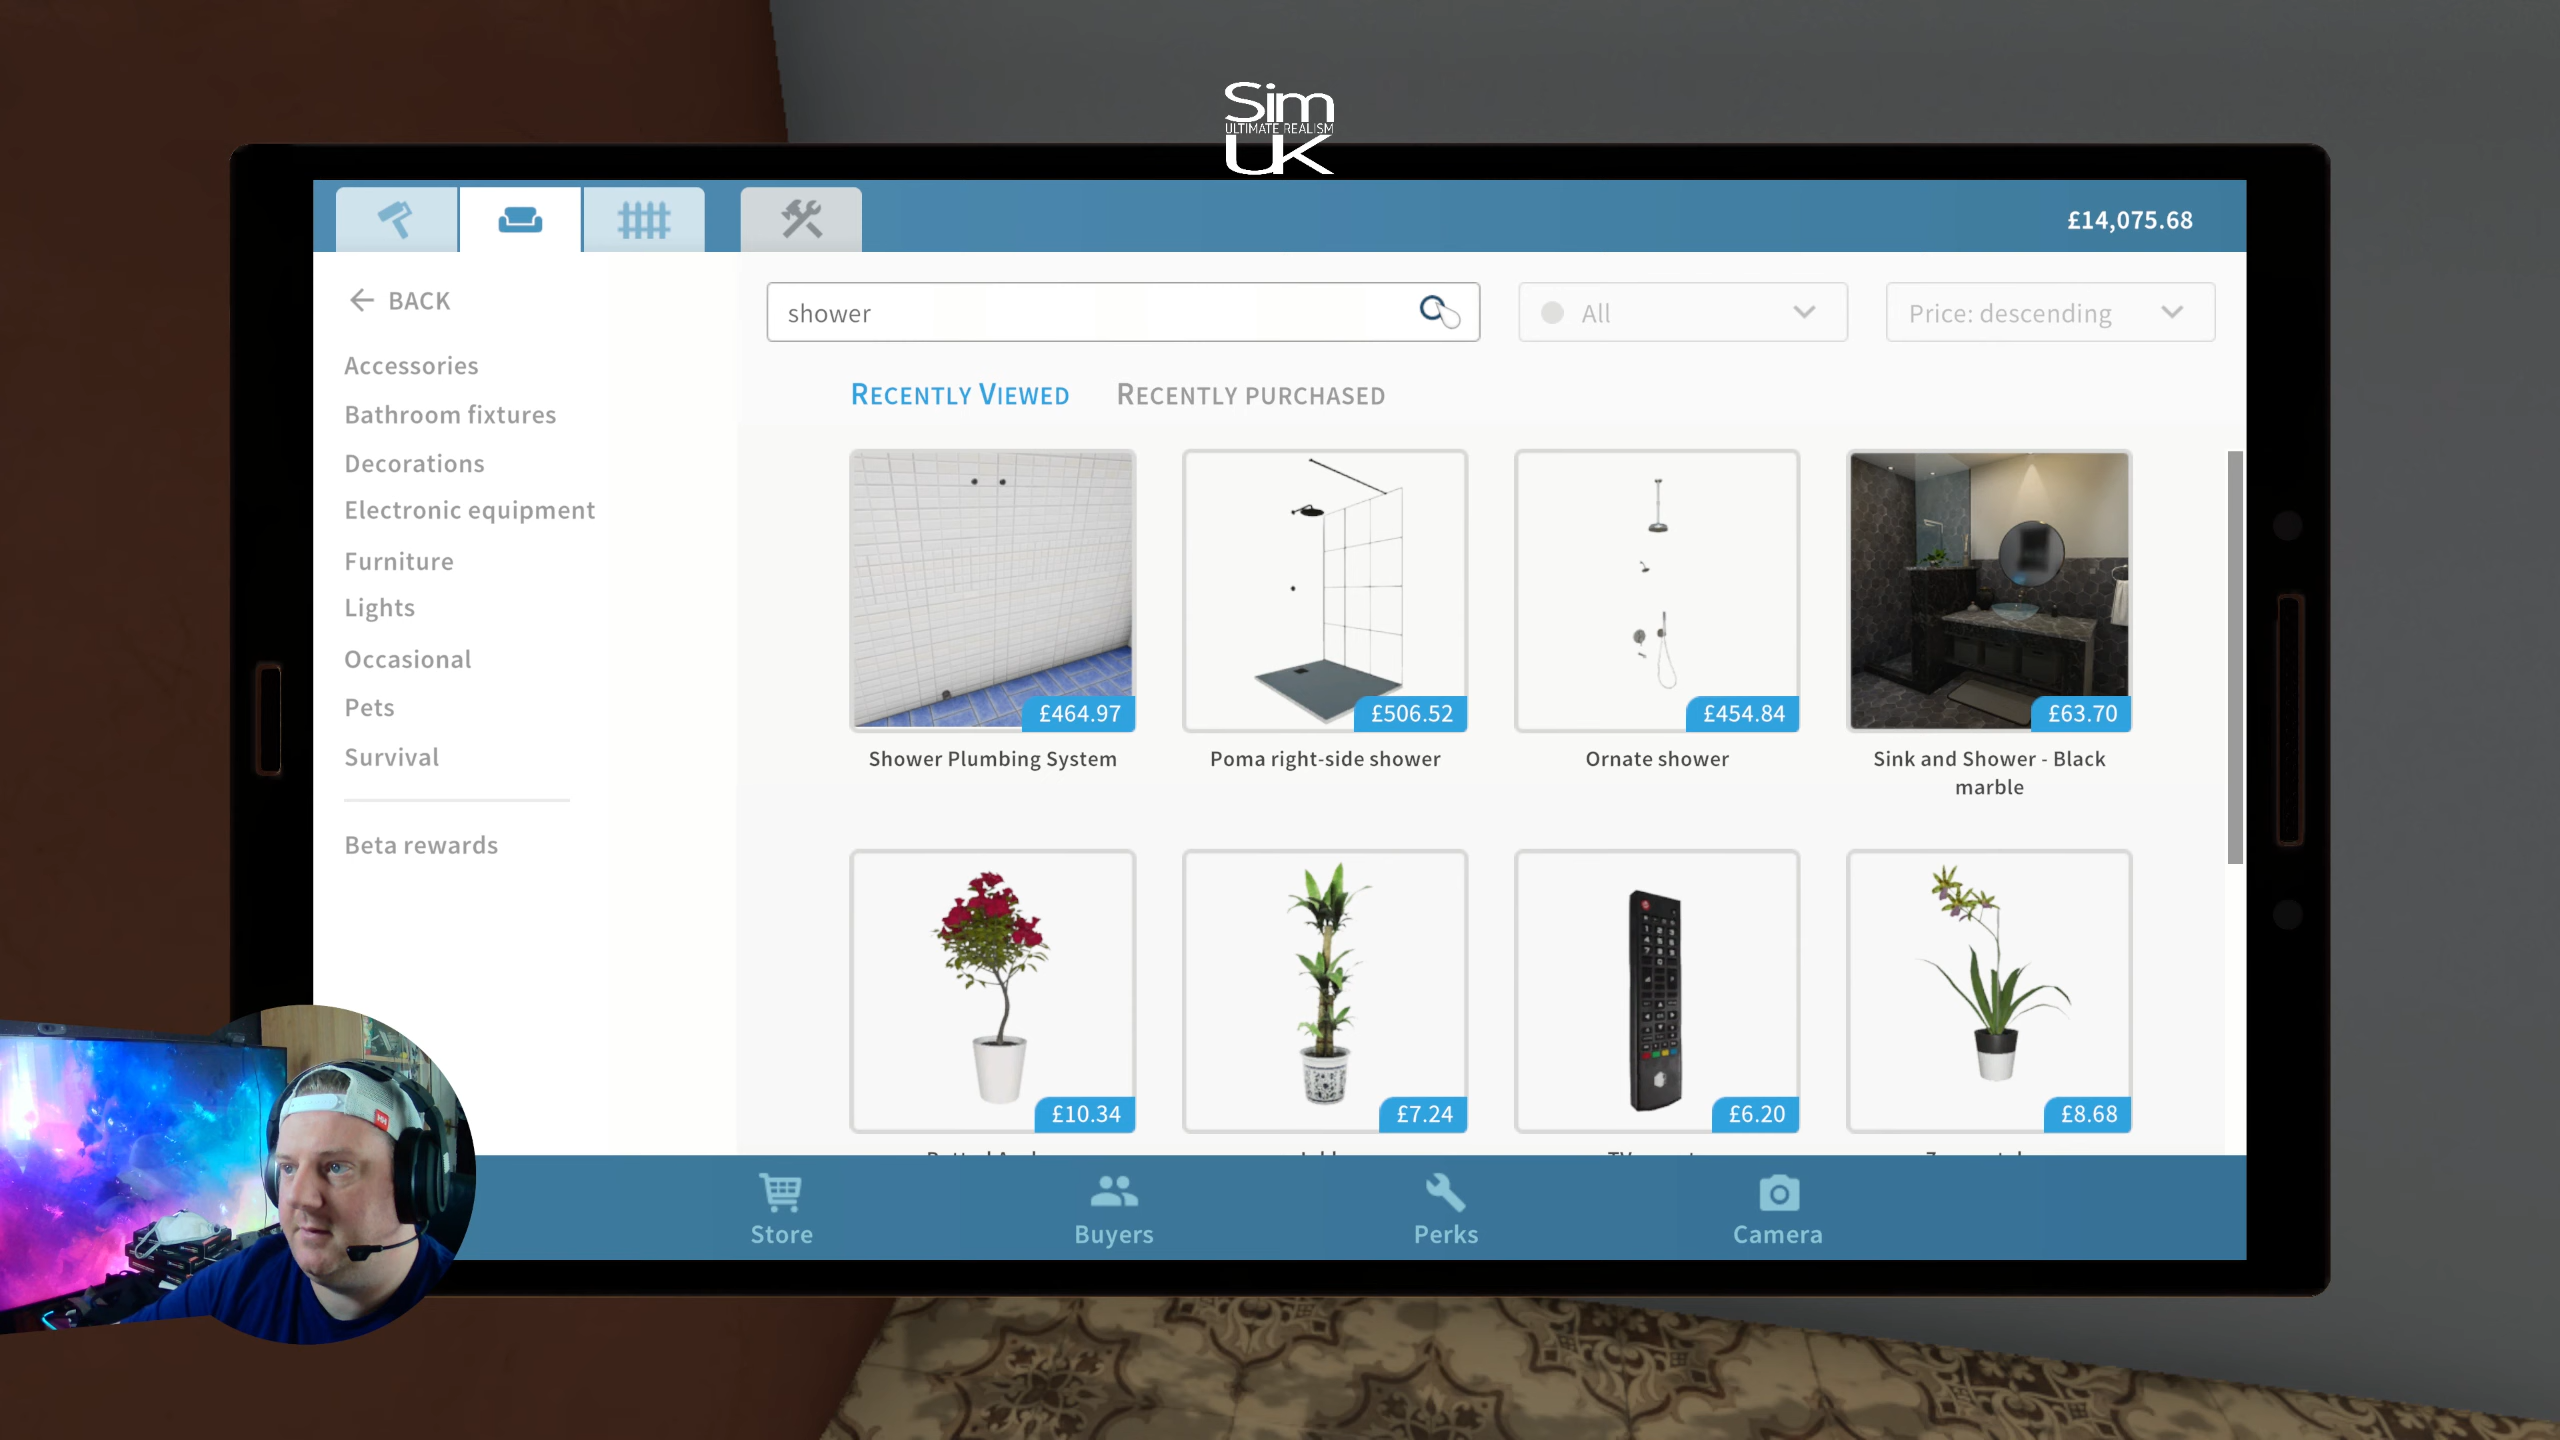 Sim
ULTIMATE REALISM
UK
£14,075.68
BACK
shower
All
Price: descending
Accessories
Bathroom fixtures
Decorations
Electronic equipment
Furniture
Lights
Occasional
Pets
Survival
Beta rewards
RECENTLY VIEWED
RECENTLY PURCHASED
£464.97
£506.52
£454.84
£63.70
Shower Plumbing System
Poma right-side shower
Ornate shower
Sink and Shower - Black
marble
£10.34
£7.24
£6.20
£8.68
Store
Buyers
Perks
Camera